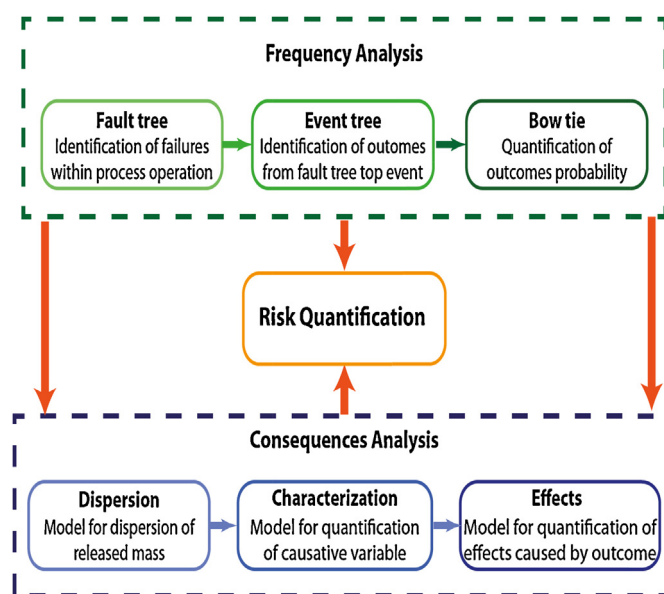 Frequency Analysis
Fault tree
Identification of failures
within process operation
Event tree
Identification of outomes
from fault tree top event
Bow tie
Quantification of
outcomes probability
Risk Quantification
Consequences Analysis
Dispersion
Model for dispersion of
released mass
Characterization
Model for quantification
of causative variable
Effects
Model for quantification of
effects caused by outcome